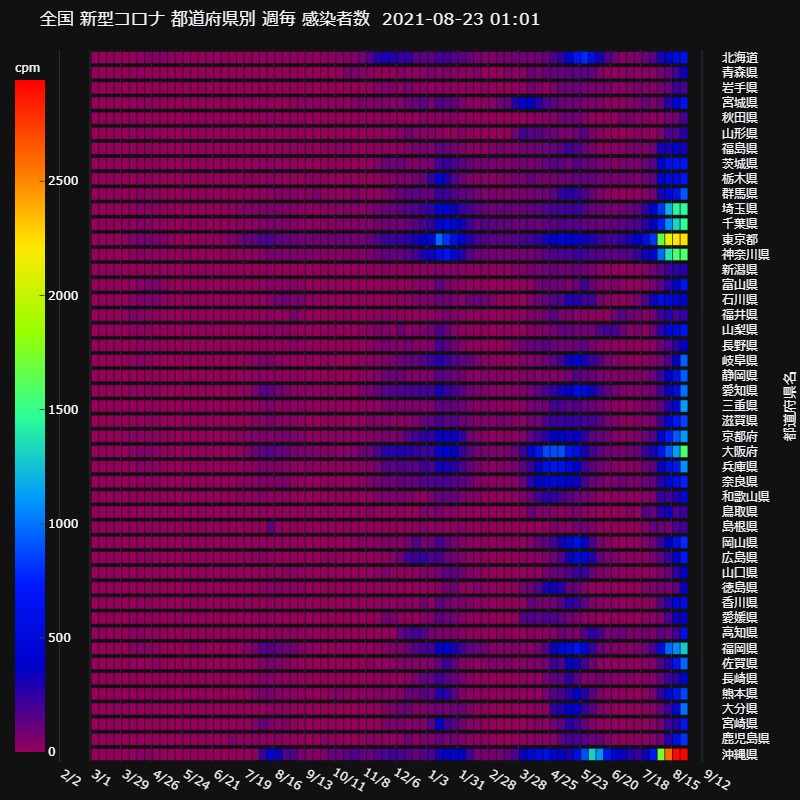 全国 新型コロナ 都道府県別 週毎 感染者数 2021-08-23 01:01
cpm
2500
2000
1500
1000
500
0
北海道
青森県
岩手県
宮城県
秋田県
山形県
福島県
茨城県
栃木県
群馬県
埼玉県
千葉県
東京都
神奈川県
新潟県
富山県
石川県
福井県
山梨県
長野県
岐阜県
静岡県
愛知県
三重県
滋賀県
京都府
大阪府
兵庫県
奈良県
和歌山県
鳥取県
島根県
岡山県
広島県
山口県
徳島県
香川県
愛媛県
高知県
福岡県
佐賀県
長崎県
熊本県
大分県
宮崎県
鹿児島県
沖縄県
都道府県名
2/2 3/1 3/29 4/26 5/24 6/21 7/19 8/16 9/13 10/11 11/8 12/6 1/3 1/31 2/28 3/28 4/25 5/23 6/20 7/18 8/15 9/12